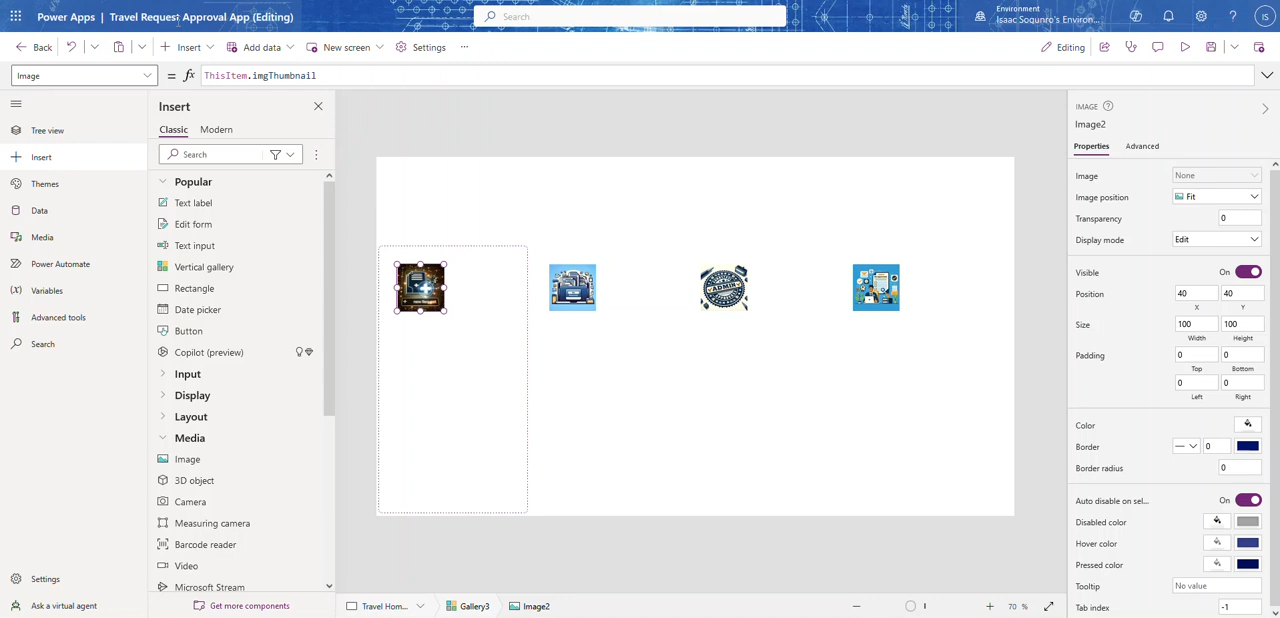 Power Apps | Travel Request Approval App (Editing)
Search
Environment
Isaac Soqunro's Environ...
IS
Back
Insert
Add data
New screen
Settings
...
Editing
Image
= fx ThisItem.imgThumbnail
Tree view
Insert
Themes
Data
Media
Power Automate
Variables
Advanced tools
Search
Settings
Ask a virtual agent
Insert
Classic Modern
Search
Popular
Text label
Edit form
Text input
Vertical gallery
Rectangle
Date picker
Button
Copilot (preview)
Input
Display
Layout
Media
Image
3D object
Camera
Measuring camera
Barcode reader
Video
Microsoft Stream
Get more components
ADMIN
Travel Hom...
Gallery3
Image2
70 %
IMAGE
Image2
Properties Advanced
Image None
Image position Fit
Transparency 0
Display mode Edit
Visible On
Position 40 40
X Y
Size 100 100
Width Height
Padding 0 0
Top Bottom
0 0
Left Right
Color
Border 0
Border radius 0
Auto disable on sel... On
Disabled color
Hover color
Pressed color
Tooltip No value
Tab index -1